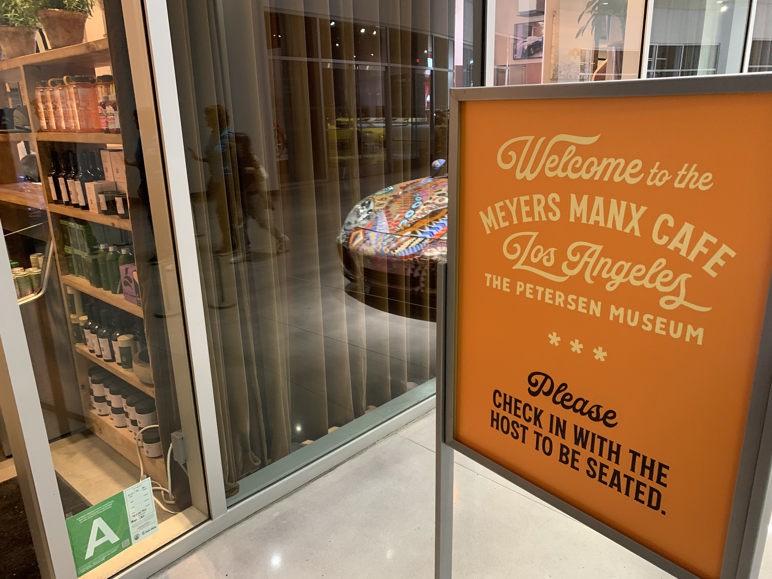 Welcome to the
MEYERS MANX CAFE
Los Angeles
THE PETERSEN MUSEUM
***
Please
CHECK IN WITH THE
HOST TO BE SEATED.
A